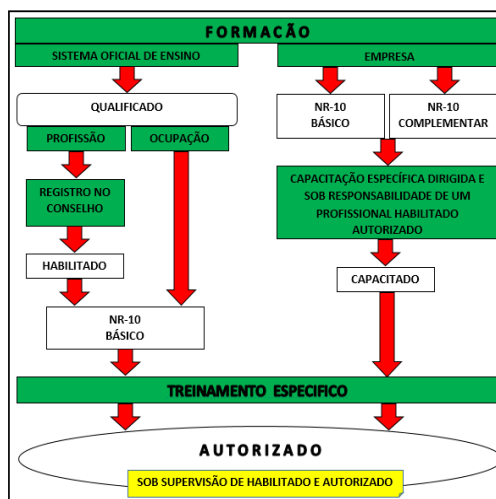 FORMACÃO
SISTEMA OFICIAL DE ENSINO
EMPRESA
QUALIFICADO
PROFISSÃO
OCUPAÇÃO
NR-10
BÁSICO
NR-10
COMPLEMENTAR
REGISTRO NO
CONSELHO
CAPACITAÇÃO ESPECÍFICA DIRIGIDA E
SOB RESPONSABILIDADE DE UM
PROFISSIONAL HABILITADO
AUTORIZADO
HABILITADO
CAPACITADO
NR-10
BÁSICO
TREINAMENTO ESPECIFICO
AUTORIZADO
SOB SUPERVISÃO DE HABILITADO E AUTORIZADO